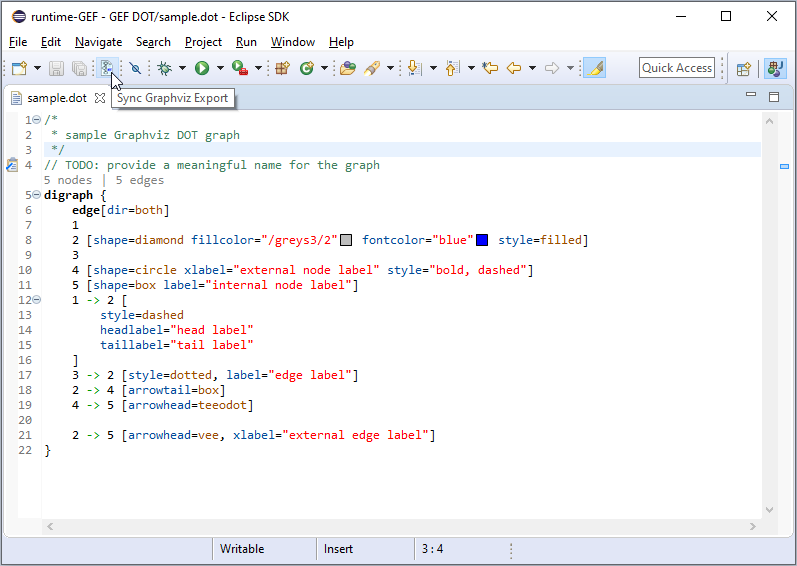 runtime-GEF - GEF DOT/sample.dot - Eclipse SDK
File Edit Navigate Search Project Run Window Help
Quick Access
sample.dot
Sync Graphviz Export
1 /*
2  * sample Graphviz DOT graph
3  */
4 // TODO: provide a meaningful name for the graph
5 nodes | 5 edges
5 digraph {
6     edge[dir=both]
7     1
8     2 [shape=diamond fillcolor="/greys3/2" fontcolor="blue" style=filled]
9     3
10     4 [shape=circle xlabel="external node label" style="bold, dashed"]
11     5 [shape=box label="internal node label"]
12     1 -> 2 [
13         style=dashed
14         headlabel="head label"
15         taillabel="tail label"
16     ]
17     3 -> 2 [style=dotted, label="edge label"]
18     2 -> 4 [arrowtail=box]
19     4 -> 5 [arrowhead=teeodot]
20
21     2 -> 5 [arrowhead=vee, xlabel="external edge label"]
22 }
Writable Insert 3 : 4